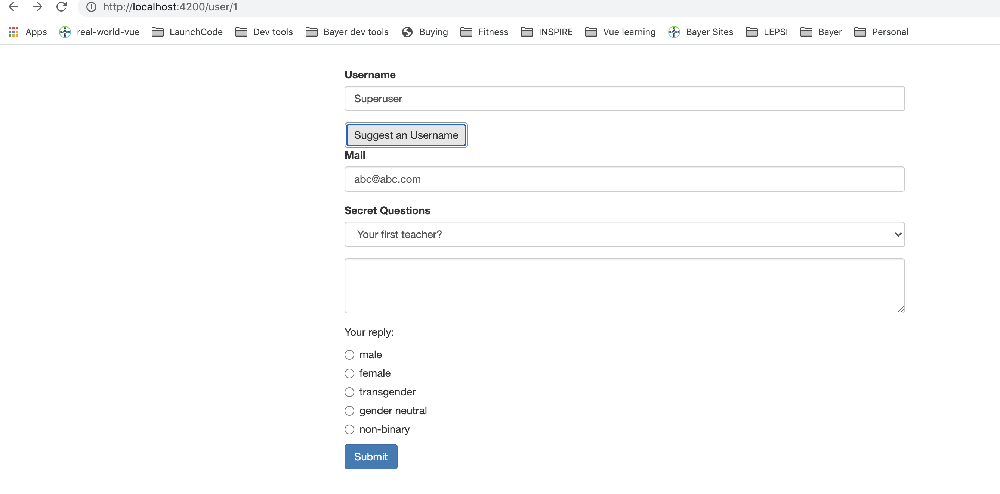 http://localhost:4200/user/1
Apps real-world-vue LaunchCode Dev tools Bayer dev tools Buying Fitness INSPIRE Vue learning Bayer Sites LEPSI Bayer Personal
Username
Superuser
Suggest an Username
Mail
abc@abc.com
Secret Questions
Your first teacher?
Your reply:
male
female
transgender
gender neutral
non-binary
Submit